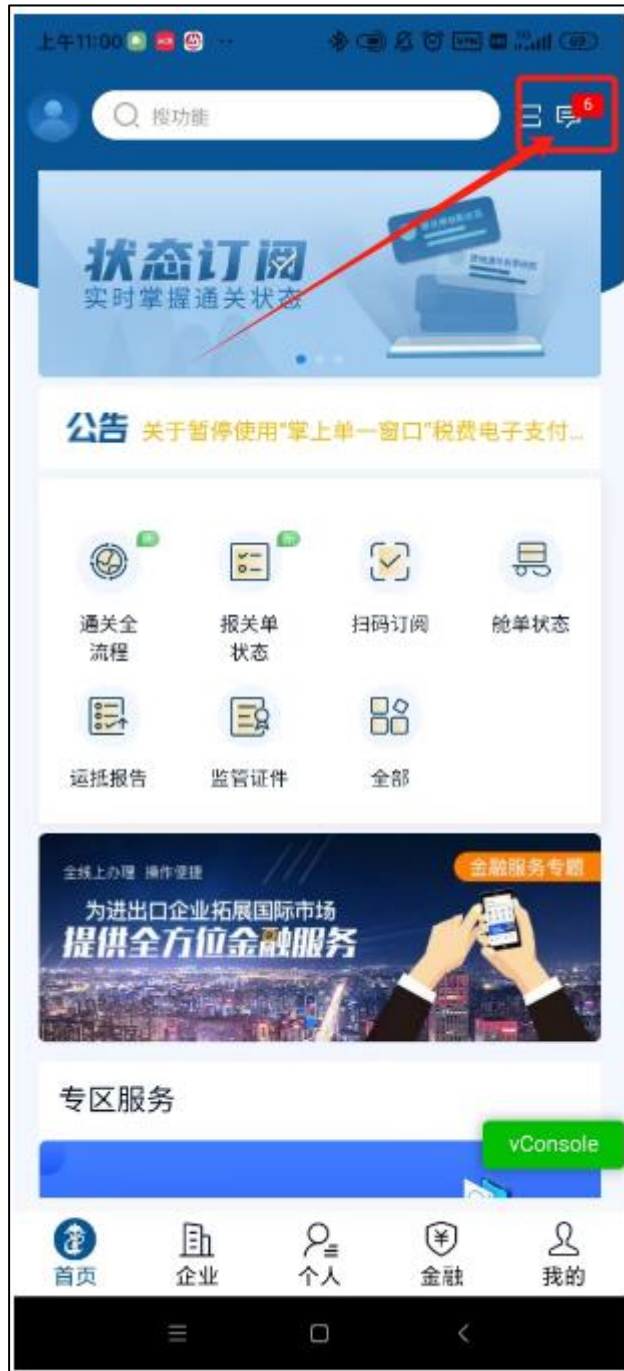 上午11:00
搜功能
6
状态订阅
实时掌握通关状态
公告 关于暂停使用“掌上单一窗口”税费电子支付...
通关全
流程
报关单
状态
扫码订阅
舱单状态
运抵报告
监管证件
全部
全线上办理 操作便捷
金融服务专题
为进出口企业拓展国际市场
提供全方位金融服务
专区服务
vConsole
首页
企业
个人
金融
我的